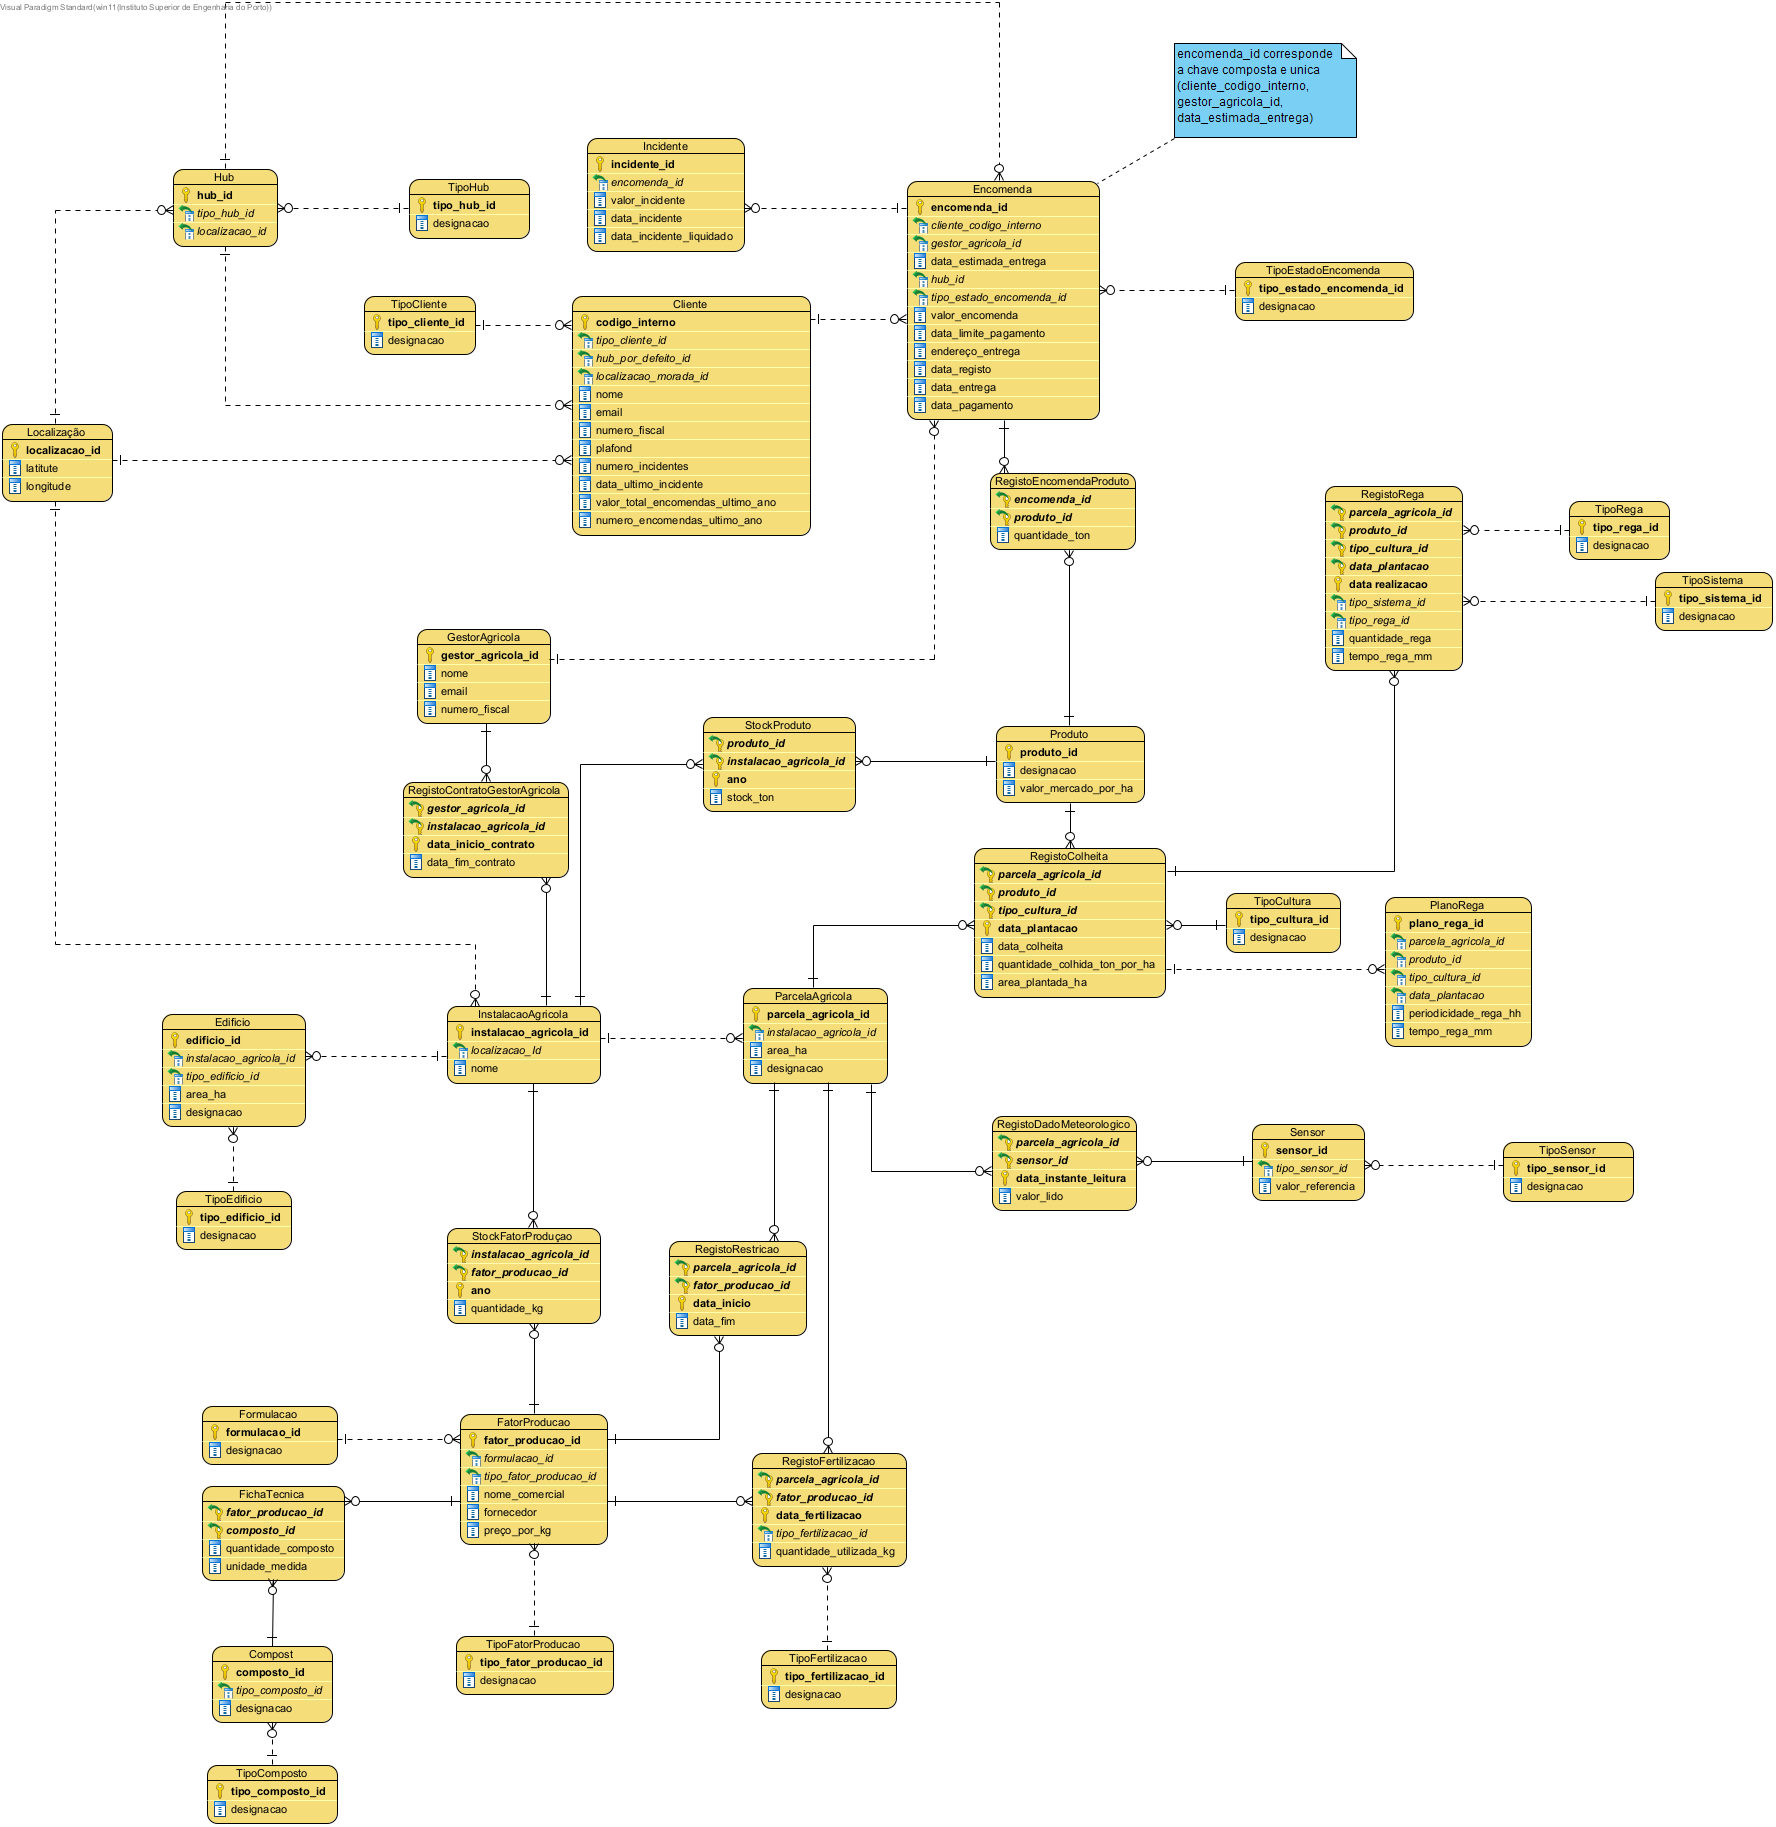 Visual Paradigm Standard(win11(Instituto Superior de Engenharia do Porto))
encomenda_id corresponde
a chave composta e unica
(cliente_codigo_interno,
gestor_agricola_id,
data_estimada_entrega)
Hub
hub_id
tipo_hub_id
localizacao_id
TipoHub
tipo_hub_id
designacao
Incidente
incidente_id
encomenda_id
valor_incidente
data_incidente
data_incidente_liquidado
Encomenda
encomenda_id
cliente_codigo_interno
gestor_agricola_id
data_estimada_entrega
hub_id
tipo_estado_encomenda_id
valor_encomenda
data_limite_pagamento
endereço_entrega
data_registo
data_entrega
data_pagamento
TipoEstadoEncomenda
tipo_estado_encomenda_id
designacao
TipoCliente
tipo_cliente_id
designacao
Cliente
codigo_interno
tipo_cliente_id
hub_por_defeito_id
localizacao_morada_id
nome
email
numero_fiscal
plafond
numero_incidentes
data_ultimo_incidente
valor_total_encomendas_ultimo_ano
numero_encomendas_ultimo_ano
Localização
localizacao_id
latitute
longitude
RegistoEncomendaProduto
encomenda_id
produto_id
quantidade_ton
RegistoRega
parcela_agricola_id
produto_id
tipo_cultura_id
data_plantacao
data realizacao
tipo_sistema_id
tipo_rega_id
quantidade_rega
tempo_rega_mm
TipoRega
tipo_rega_id
designacao
TipoSistema
tipo_sistema_id
designacao
GestorAgricola
gestor_agricola_id
nome
email
numero_fiscal
StockProduto
produto_id
instalacao_agricola_id
ano
stock_ton
Produto
produto_id
designacao
valor_mercado_por_ha
RegistoContratoGestorAgricola
gestor_agricola_id
instalacao_agricola_id
data_inicio_contrato
data_fim_contrato
RegistoColheita
parcela_agricola_id
produto_id
tipo_cultura_id
data_plantacao
data_colheita
quantidade_colhida_ton_por_ha
area_plantada_ha
TipoCultura
tipo_cultura_id
designacao
PlanoRega
plano_rega_id
parcela_agricola_id
produto_id
tipo_cultura_id
data_plantacao
periodicidade_rega_hh
tempo_rega_mm
Edificio
edificio_id
instalacao_agricola_id
tipo_edificio_id
area_ha
designacao
InstalacaoAgricola
instalacao_agricola_id
localizacao_Id
nome
ParcelaAgricola
parcela_agricola_id
instalacao_agricola_id
area_ha
designacao
RegistoDadoMeteorologico
parcela_agricola_id
sensor_id
data_instante_leitura
valor_lido
Sensor
sensor_id
tipo_sensor_id
valor_referencia
TipoSensor
tipo_sensor_id
designacao
TipoEdificio
tipo_edificio_id
designacao
StockFatorProduçao
instalacao_agricola_id
fator_producao_id
ano
quantidade_kg
RegistoRestricao
parcela_agricola_id
fator_producao_id
data_inicio
data_fim
Formulacao
formulacao_id
designacao
FatorProducao
fator_producao_id
formulacao_id
tipo_fator_producao_id
nome_comercial
fornecedor
preço_por_kg
RegistoFertilizacao
parcela_agricola_id
fator_producao_id
data_fertilizacao
tipo_fertilizacao_id
quantidade_utilizada_kg
FichaTecnica
fator_producao_id
composto_id
quantidade_composto
unidade_medida
Compost
composto_id
tipo_composto_id
designacao
TipoFatorProducao
tipo_fator_producao_id
designacao
TipoFertilizacao
tipo_fertilizacao_id
designacao
TipoComposto
tipo_composto_id
designacao